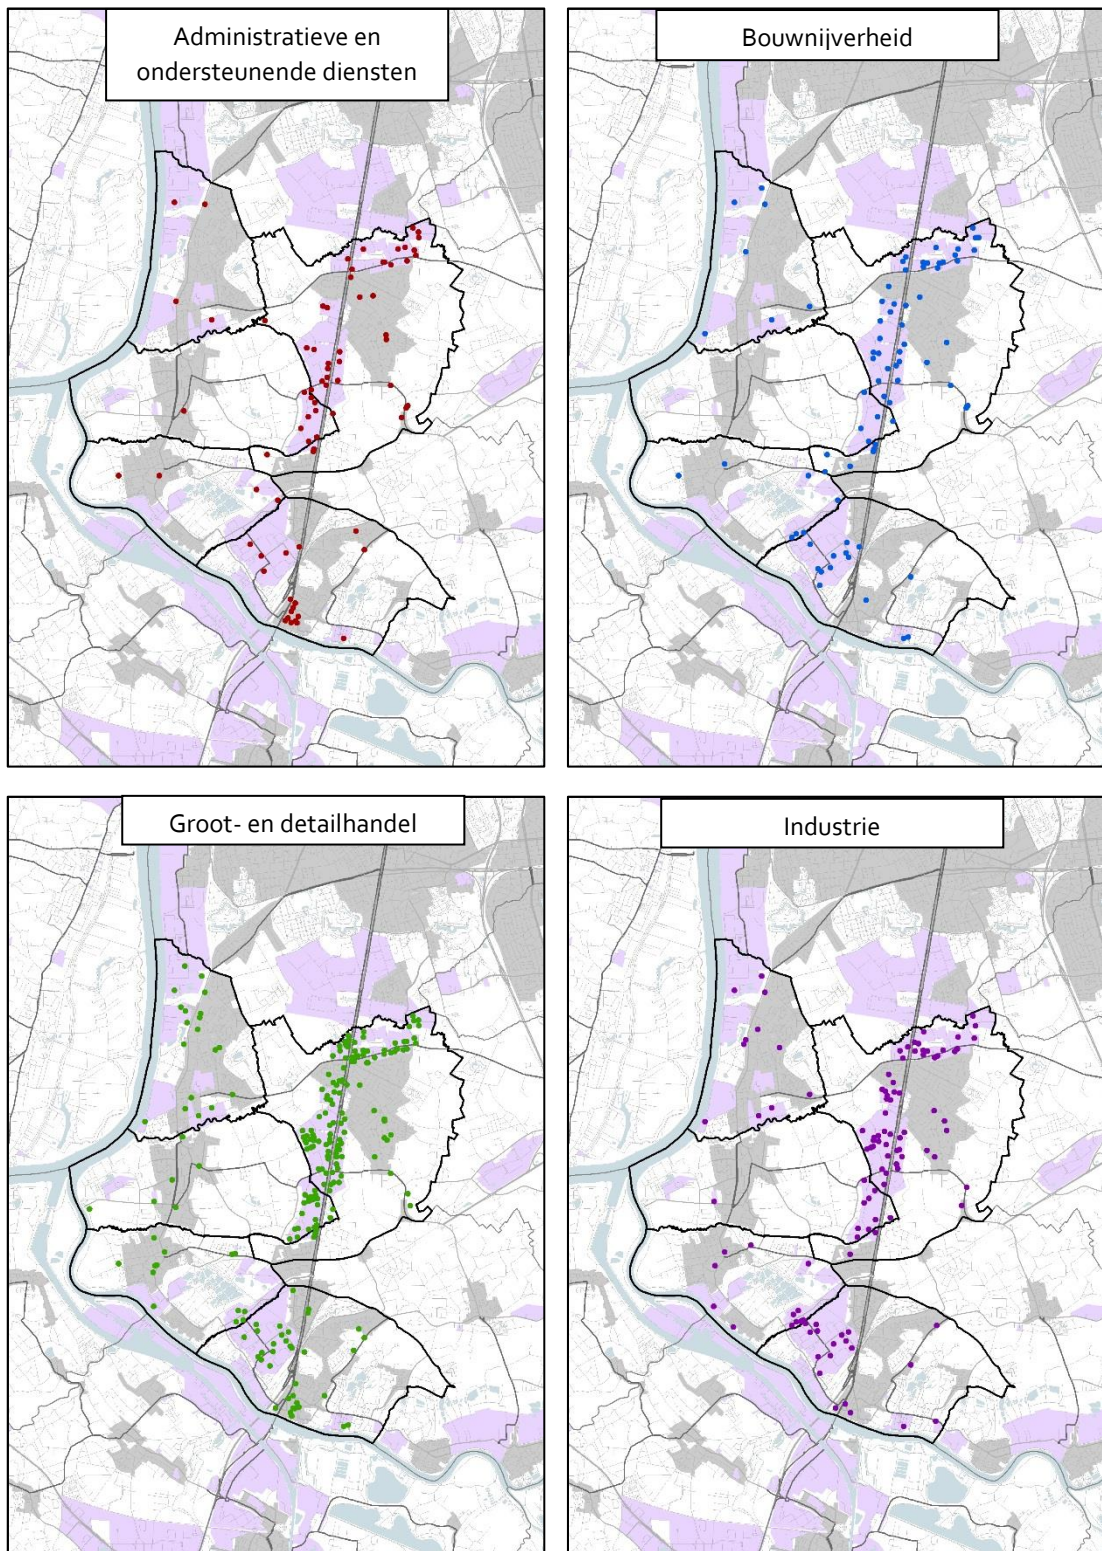 Administratieve en
ondersteunende diensten
Bouwnijverheid
Groot- en detailhandel
Industrie